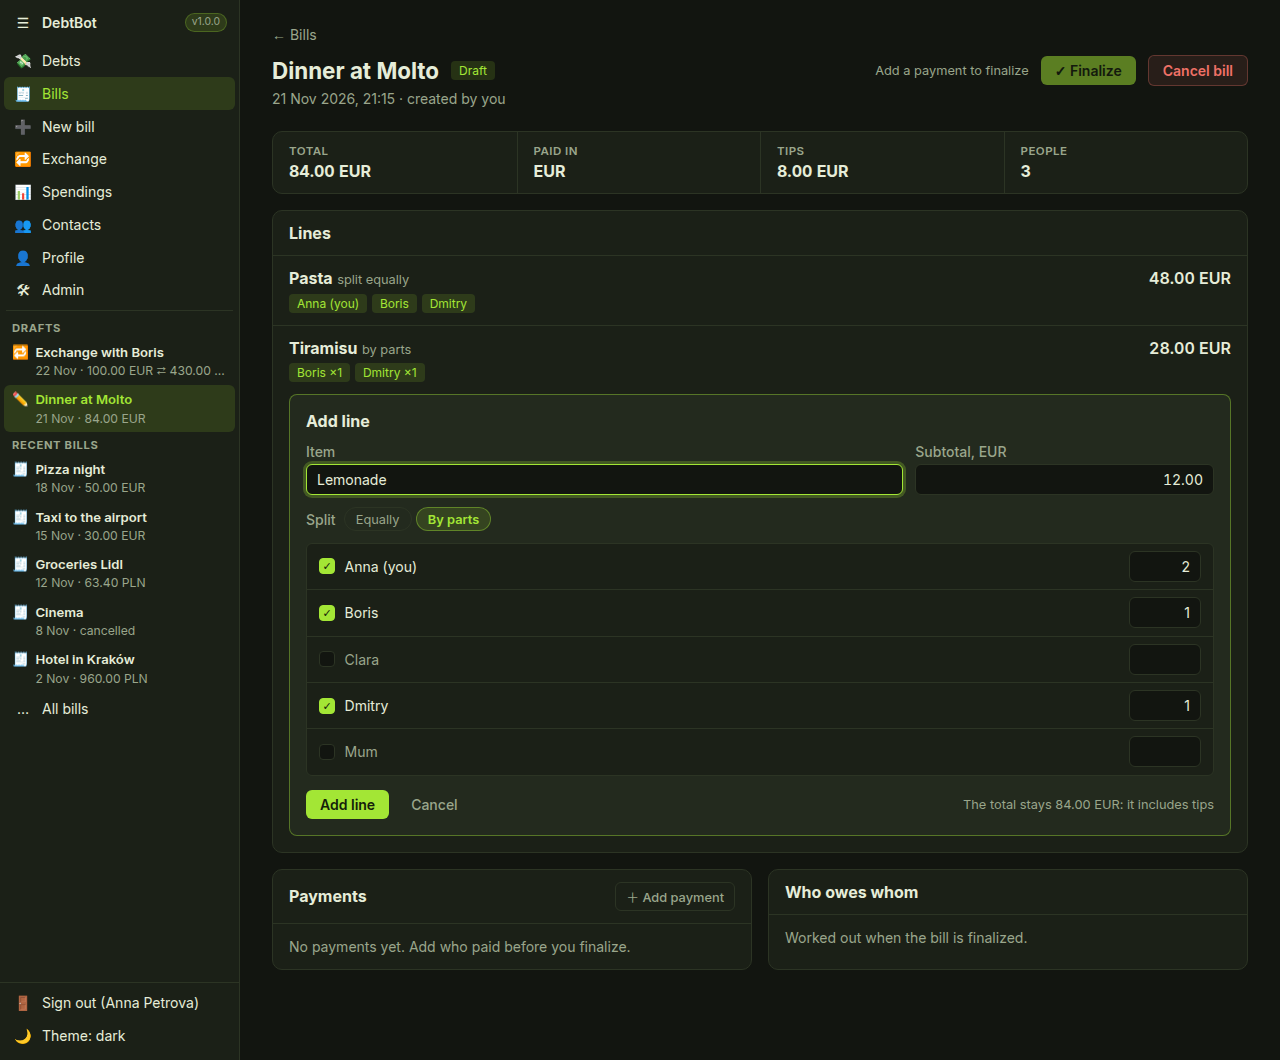 ☰ DebtBot v1.0.0
Debts
Bills
New bill
Exchange
Spendings
Contacts
Profile
Admin
DRAFTS
Exchange with Boris
22 Nov · 100.00 EUR ⇄ 430.00 ...
Dinner at Molto
21 Nov · 84.00 EUR
RECENT BILLS
Pizza night
18 Nov · 50.00 EUR
Taxi to the airport
15 Nov · 30.00 EUR
Groceries Lidl
12 Nov · 63.40 PLN
Cinema
8 Nov · cancelled
Hotel in Kraków
2 Nov · 960.00 PLN
... All bills
Sign out (Anna Petrova)
Theme: dark
← Bills
Dinner at Molto Draft
Add a payment to finalize ✓ Finalize Cancel bill
21 Nov 2026, 21:15 · created by you
TOTAL
84.00 EUR
PAID IN
EUR
TIPS
8.00 EUR
PEOPLE
3
Lines
Pasta split equally 48.00 EUR
Anna (you) Boris Dmitry
Tiramisu by parts 28.00 EUR
Boris ×1 Dmitry ×1
Add line
Item Subtotal, EUR
Lemonade 12.00
Split Equally By parts
✓ Anna (you) 2
✓ Boris 1
Clara
✓ Dmitry 1
Mum
Add line Cancel The total stays 84.00 EUR: it includes tips
Payments + Add payment
No payments yet. Add who paid before you finalize.
Who owes whom
Worked out when the bill is finalized.